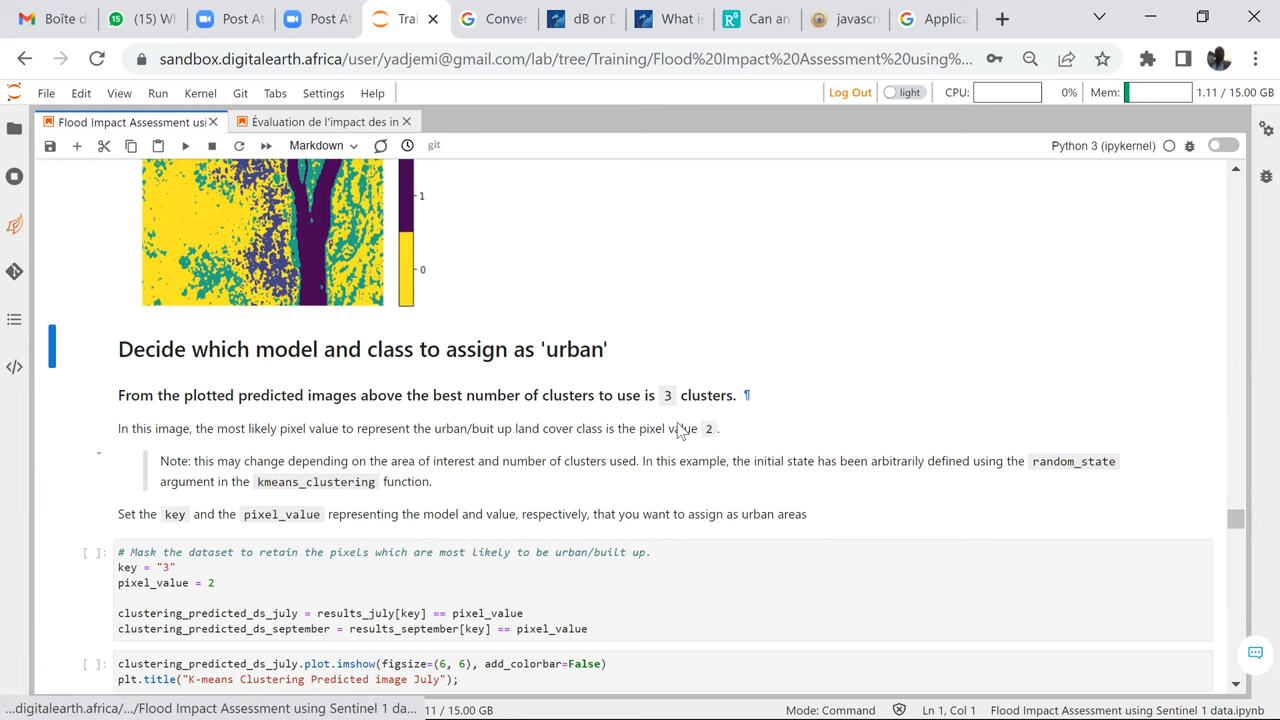 Boîte d
(15) Wh
Post At
Post At
Trai
Conver
dB or D
What is
Can an
javascri
Applica
sandbox.digitalearth.africa/user/yadjemi@gmail.com/lab/tree/Training/Flood%20Impact%20Assessment%20using%...
File Edit View Run Kernel Git Tabs Settings Help
Log Out
light
CPU: 0%
Mem: 1.11 / 15.00 GB
Flood Impact Assessment usi
Évaluation de l'impact des in
Markdown
git
Python 3 (ipykernel)
1
0
Decide which model and class to assign as 'urban'
From the plotted predicted images above the best number of clusters to use is 3 clusters. ¶
In this image, the most likely pixel value to represent the urban/buit up land cover class is the pixel value 2.
Note: this may change depending on the area of interest and number of clusters used. In this example, the initial state has been arbitrarily defined using the random_state
argument in the kmeans_clustering function.
Set the key and the pixel_value representing the model and value, respectively, that you want to assign as urban areas
[ ]: # Mask the dataset to retain the pixels which are most likely to be urban/built up.
key = "3"
pixel_value = 2
clustering_predicted_ds_july = results_july[key] == pixel_value
clustering_predicted_ds_september = results_september[key] == pixel_value
[ ]: clustering_predicted_ds_july.plot.imshow(figsize=(6, 6), add_colorbar=False)
plt.title("K-means Clustering Predicted image July");
...digitalearth.africa/.../Flood Impact Assessment using Sentinel 1 data....
.11 / 15.00 GB
Mode: Command
Ln 1, Col 1
Flood Impact Assessment using Sentinel 1 data.ipynb